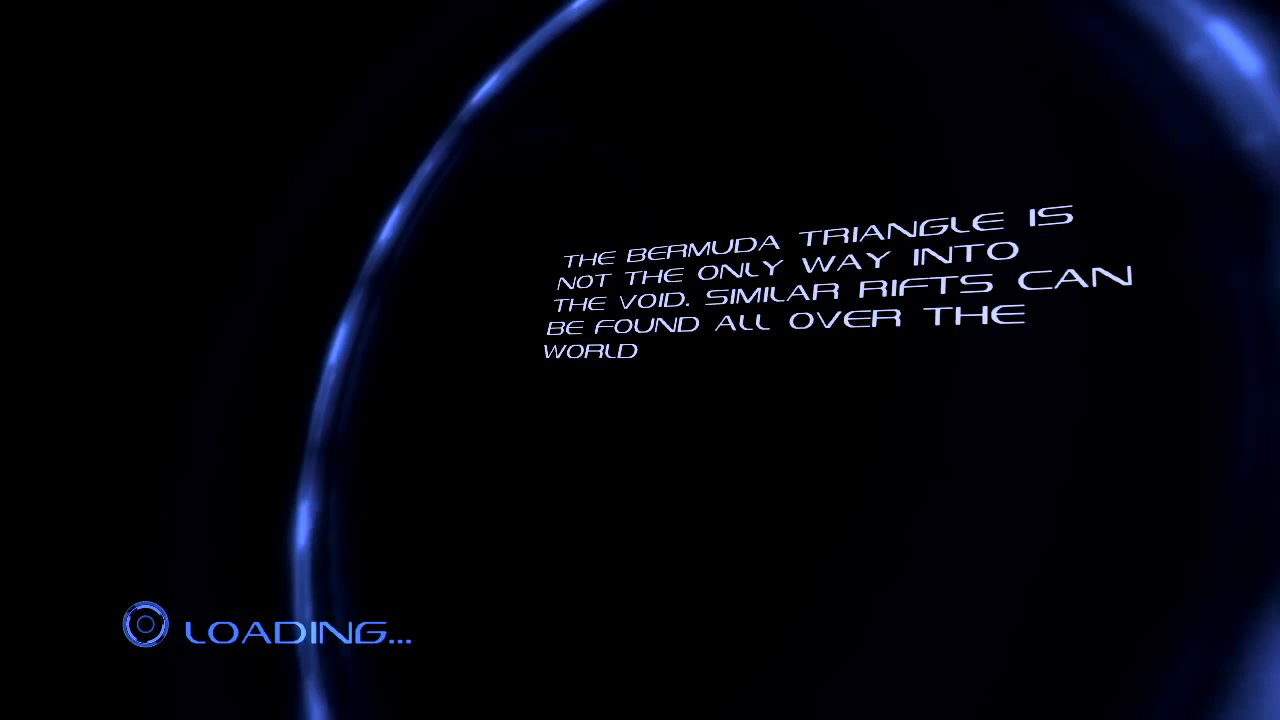 THE BERMUDA TRIANGLE IS
NOT THE ONLY WAY INTO
THE VOID. SIMILAR RIFTS CAN
BE FOUND ALL OVER THE
WORLD
LOADING...